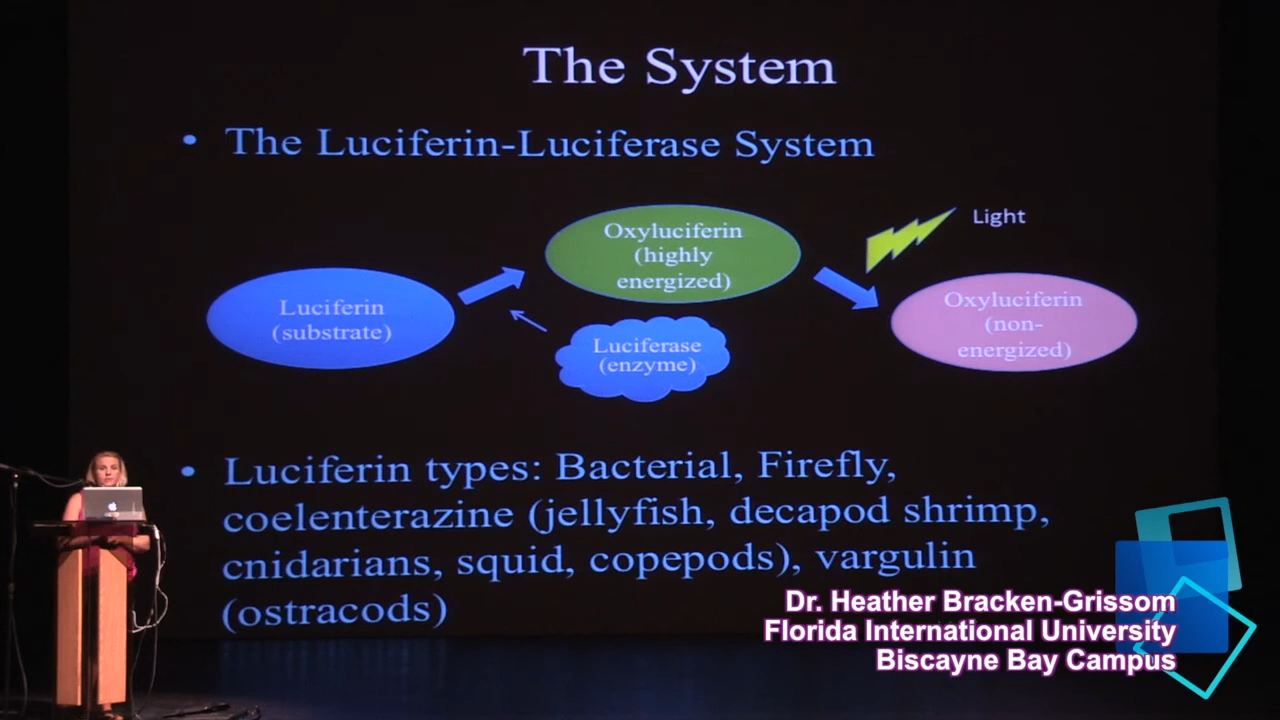 The System
• The Luciferin-Luciferase System
Light
Oxyluciferin
(highly
energized)
Luciferin
(substrate)
Oxyluciferin
(non-
energized)
Luciferase
(enzyme)
• Luciferin types: Bacterial, Firefly,
coelenterazine (jellyfish, decapod shrimp,
cnidarians, squid, copepods), vargulin
(ostracods)
Dr. Heather Bracken-Grissom
Florida International University
Biscayne Bay Campus